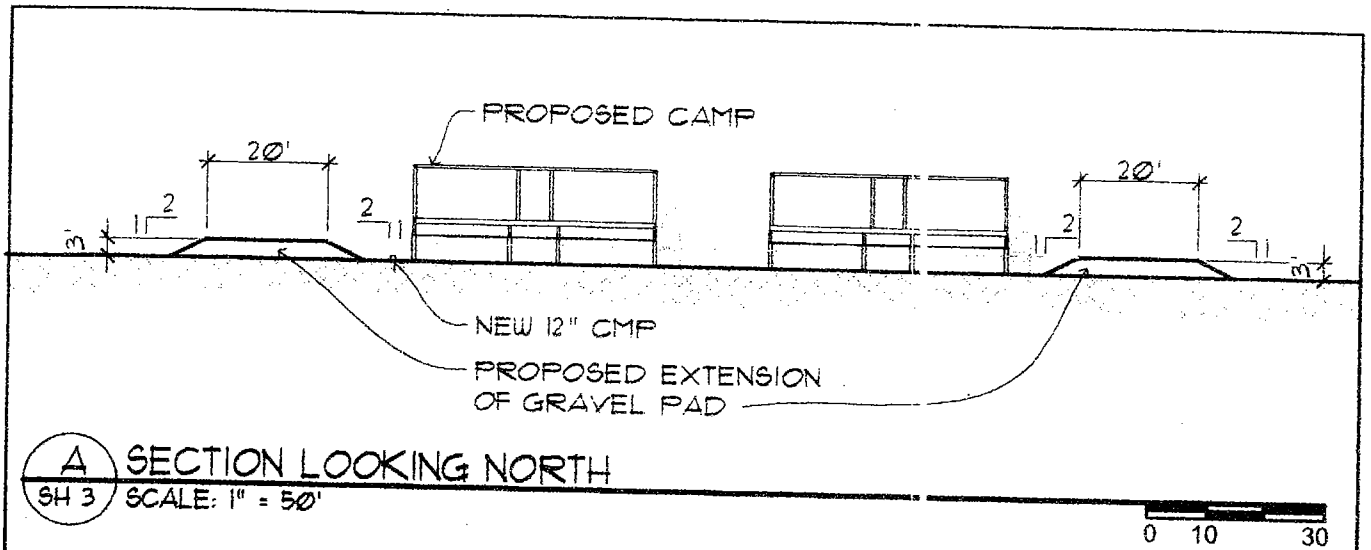 PROPOSED CAMP
20'
20'
2
1
2
1
2
1
2
1
3'
3'
NEW 12" CMP
PROPOSED EXTENSION
OF GRAVEL PAD
A
SH 3
SECTION LOOKING NORTH
SCALE: 1" = 50'
0 10 30